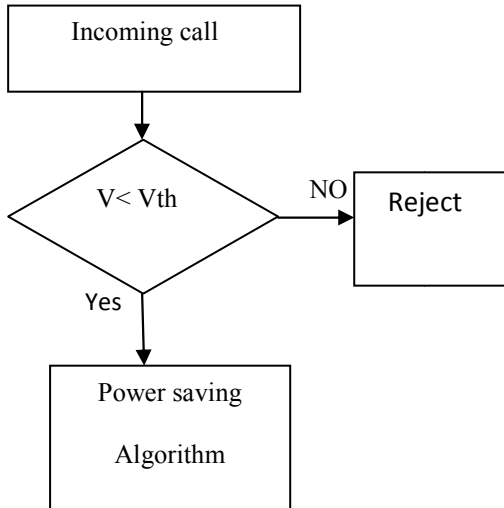 Incoming call
V< Vth
NO
Reject
Yes
Power saving
Algorithm